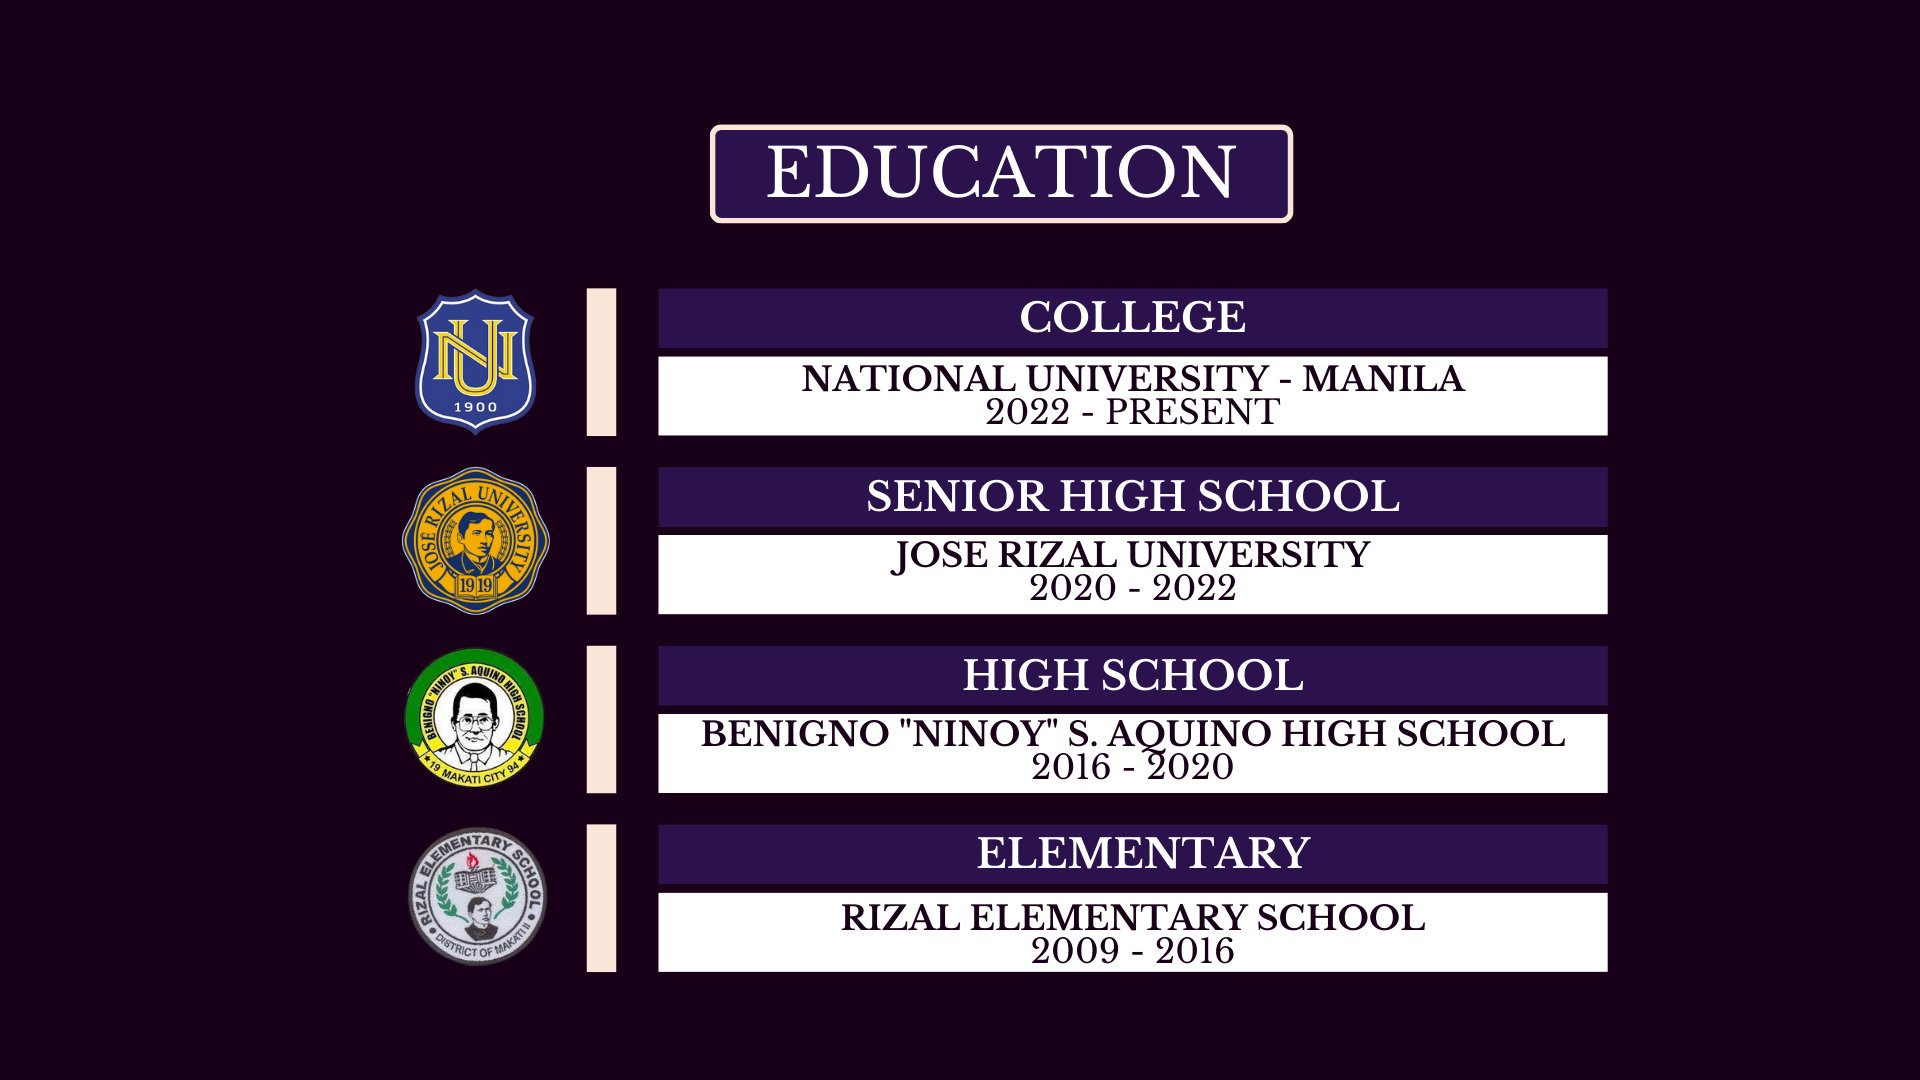 EDUCATION
NU
1900
COLLEGE
NATIONAL UNIVERSITY - MANILA
2022 - PRESENT
JOSÉ RIZAL UNIVERSITY
1919
SENIOR HIGH SCHOOL
JOSE RIZAL UNIVERSITY
2020 - 2022
BENIGNO "NINOY" S. AQUINO HIGH SCHOOL
19 MAKATI CITY 94
HIGH SCHOOL
BENIGNO "NINOY" S. AQUINO HIGH SCHOOL
2016 - 2020
RIZAL ELEMENTARY SCHOOL
DISTRICT OF MAKATI II
ELEMENTARY
RIZAL ELEMENTARY SCHOOL
2009 - 2016